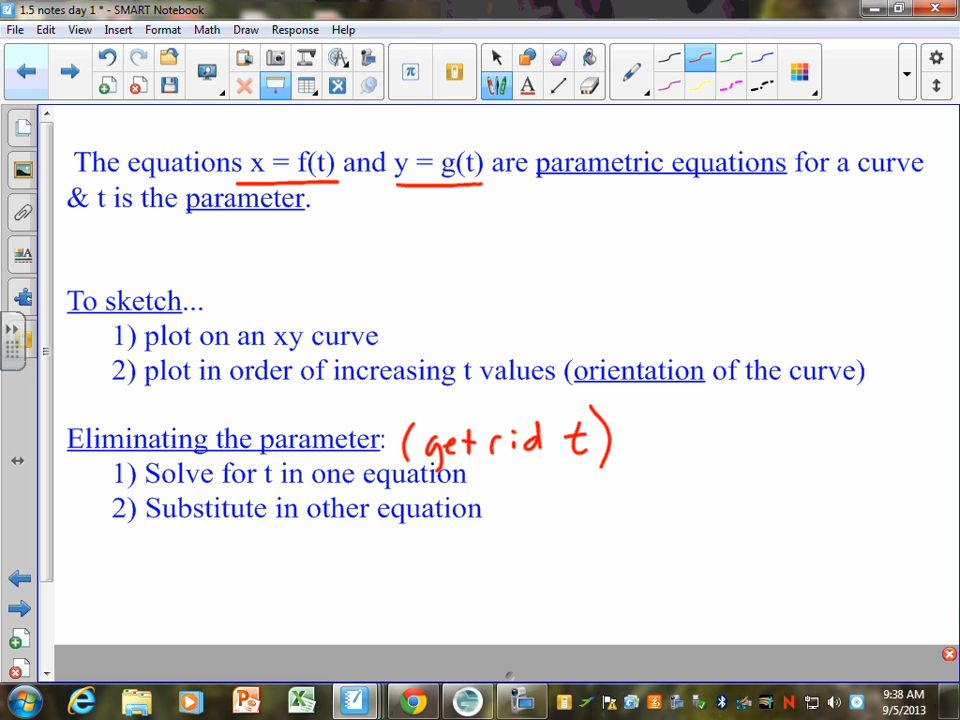 1.5 notes day 1 * - SMART Notebook
File Edit View Insert Format Math Draw Response Help
The equations x = f(t) and y = g(t) are parametric equations for a curve
& t is the parameter.
To sketch...
1) plot on an xy curve
2) plot in order of increasing t values (orientation of the curve)
Eliminating the parameter: (get rid t)
1) Solve for t in one equation
2) Substitute in other equation
9:38 AM
9/5/2013